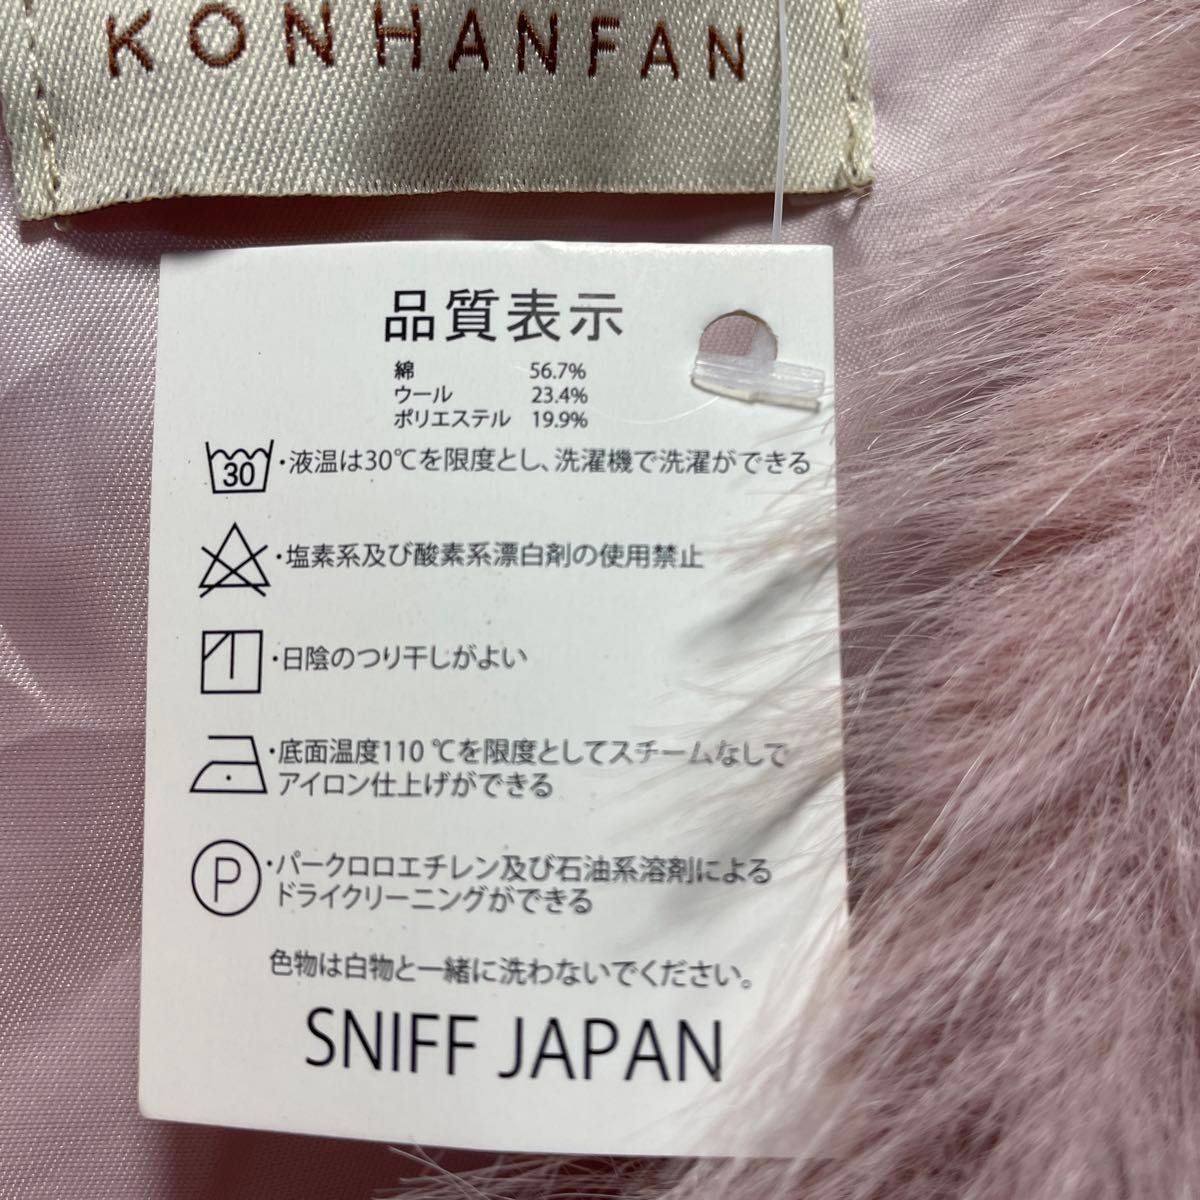 KONHANFAN
品質表示
綿 56.7%
ウール 23.4%
ポリエステル 19.9%
30 ・液温は30℃を限度とし、洗濯機で洗濯ができる
・塩素系及び酸素系漂白剤の使用禁止
・日陰のつり干しがよい
・底面温度110 ℃を限度としてスチームなしで
アイロン仕上げができる
P ・パークロロエチレン及び石油系溶剤による
ドライクリーニングができる
色物は白物と一緒に洗わないでください。
SNIFF JAPAN